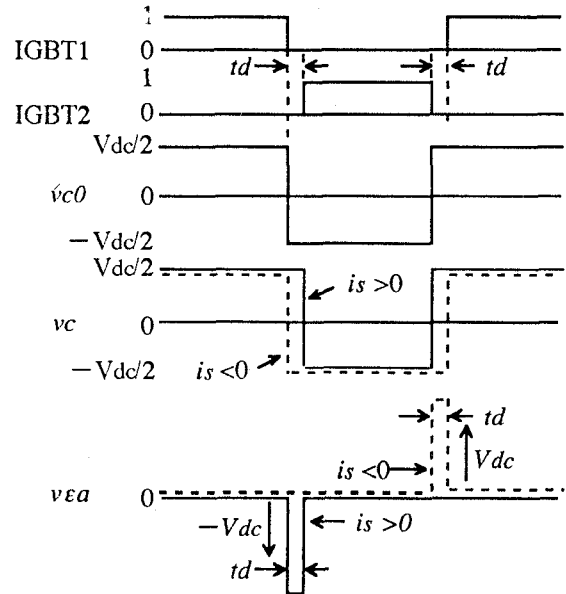 1
IGBT1 0
td td
1
IGBT2 0
Vdc/2
vc0 0
−Vdc/2
Vdc/2
is >0
vc 0
−Vdc/2 is <0
td
is<0 Vdc
vεa 0
−Vdc is>0
td